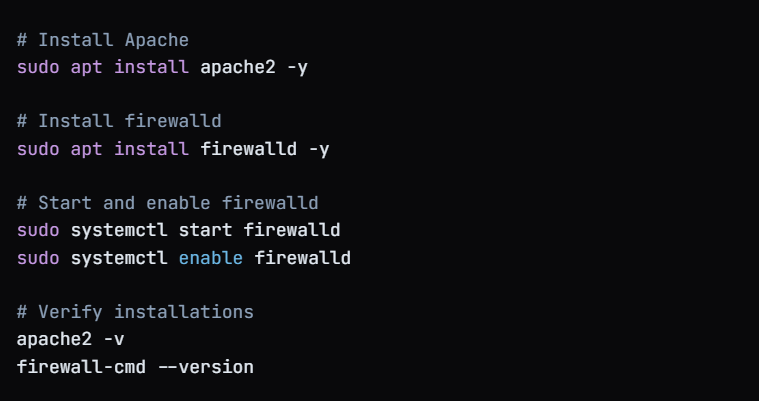 # Install Apache
sudo apt install apache2 -y
# Install firewalld
sudo apt install firewalld -y
# Start and enable firewalld
sudo systemctl start firewalld
sudo systemctl enable firewalld
# Verify installations
apache2 -v
firewall-cmd --version